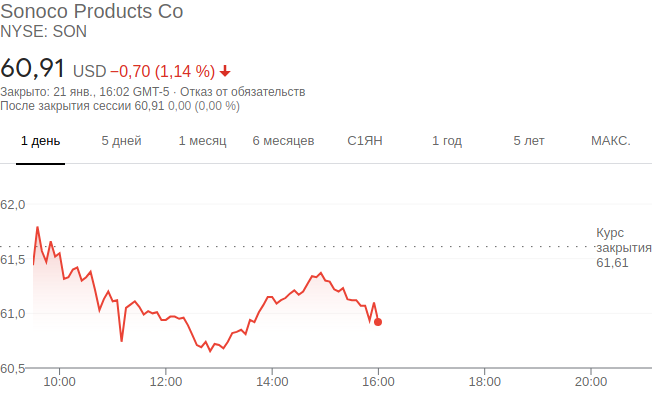 Sonoco Products Co
NYSE: SON
60,91 USD −0,70 (1,14 %)
Закрыто: 21 янв., 16:02 GMT-5 · Отказ от обязательств
После закрытия сессии 60,91 0,00 (0,00 %)
1 день 5 дней 1 месяц 6 месяцев С1ЯН 1 год 5 лет МАКС.
62,0
Курс
закрытия
61,61
61,5
61,0
60,5
10:00 12:00 14:00 16:00 18:00 20:00